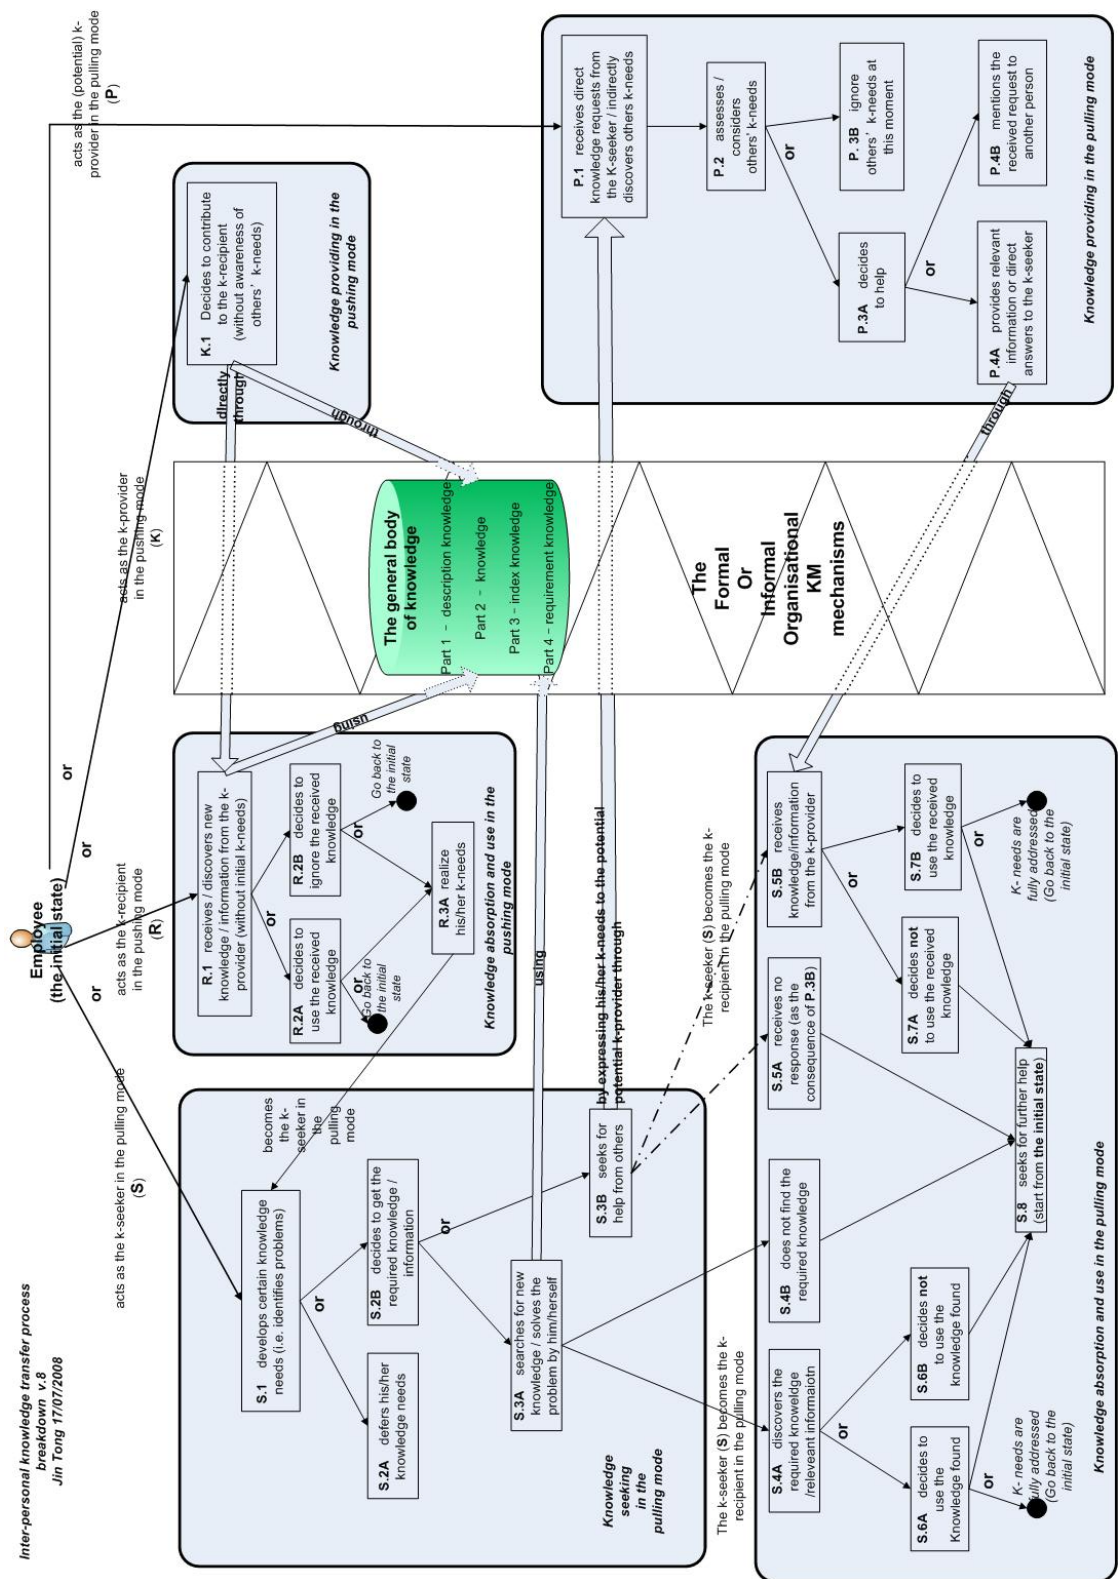 Inter-personal knowledge transfer process
breakdown v.8
Jin Tong 17/07/2008
Employee
(the initial state)
or
or
or
acts as the k-seeker in the pulling mode
(S)
acts as the k-recipient
in the pushing mode
(R)
acts as the k-provider
in the pushing mode
(K)
acts as the (potential) k-
provider in the pulling mode
(P)
S.1 develops certain knowledge
needs (i.e. identifies problems)
or
S.2A defers his/her
knowledge needs
S.2B decides to get the
required knowledge /
information
or
S.3A searches for new
knowledge / solves the
problem by him/herself
S.3B seeks for
help from others
Knowledge
seeking
in the
pulling mode
becomes
the k-
seeker in
the
pulling
mode
R.1 receives / discovers new
knowledge / information from the k-
provider (without initial k-needs)
or
R.2A decides to
use the received
knowledge
R.2B decides to
ignore the received
knowledge
or
Go back to
the initial
state
or
Go back to
the initial
state
R.3A realize
his/her k-needs
Knowledge absorption and use in the
pushing mode
using
using
by expressing his/her k-needs to the potential
potential k-provider through
The general body
of knowledge
Part 1 – description knowledge
Part 2 – knowledge
Part 3 – index knowledge
Part 4 – requirement knowledge
The
Formal
Or
Informal
Organisational
KM
mechanisms
K.1 Decides to contribute
to the k-recipient
(without awareness of
others' k-needs)
Knowledge providing in the
pushing mode
directly
through
through
P.1 receives direct
knowledge requests from
the K-seeker / indirectly
discovers others k-needs
P.2 assesses /
considers
others' k-needs
or
P.3A decides
to help
P. 3B ignore
others' k-needs at
this moment
or
P.4A provides relevant
information or direct
answers to the k-seeker
P.4B mentions the
received request to
another person
Knowledge providing in the pulling mode
through
The k-seeker (S) becomes the k-
recipient in the pulling mode
The k-seeker (S) becomes the k-
recipient in the pulling mode
S.4A discovers the
required knoweldge
/releveant informaiotn
S.4B does not find the
required knowledge
S.5A receives no
response (as the
consequence of P.3B)
S.5B receives
knowledge/information
from the k-provider
or
or
S.6A decides to
use the
Knowledge found
S.6B decides not
to use the
Knowledge found
S.7A decides not
to use the received
knowledge
S.7B decides to
use the received
knowledge
or
or
K- needs are
fully addressed
(Go back to the
initial state)
S.8 seeks for further help
(start from the initial state)
K- needs are
fully addressed
(Go back to the
initial state)
Knowledge absorption and use in the pulling mode